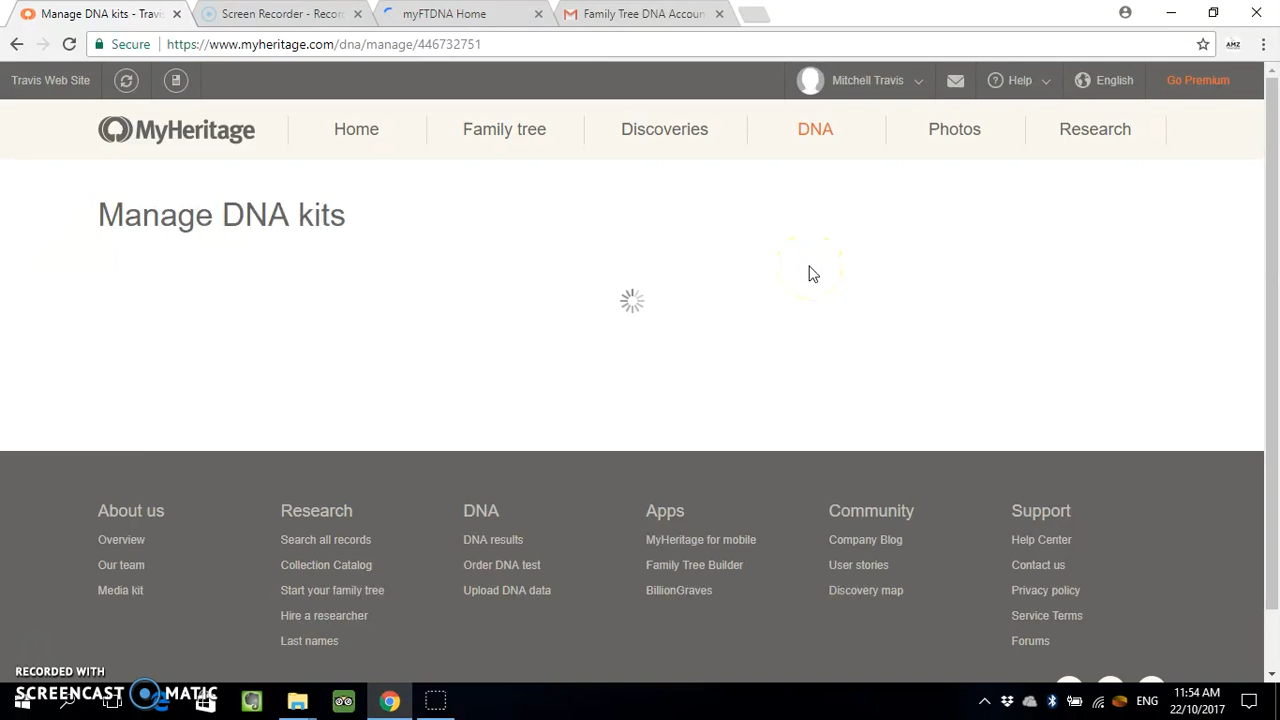 Manage DNA kits - Travis
Screen Recorder - Record
myFTDNA Home
Family Tree DNA Accoun
Secure
https://www.myheritage.com/dna/manage/446732751
AMZ
Travis Web Site
Mitchell Travis
Help
English
Go Premium
MyHeritage
Home
Family tree
Discoveries
DNA
Photos
Research
Manage DNA kits
About us
Research
DNA
Apps
Community
Support
Overview
Search all records
DNA results
MyHeritage for mobile
Company Blog
Help Center
Our team
Collection Catalog
Order DNA test
Family Tree Builder
User stories
Contact us
Media kit
Start your family tree
Upload DNA data
BillionGraves
Discovery map
Privacy policy
Hire a researcher
Service Terms
Last names
Forums
RECORDED WITH
SCREENCAST MATIC
ENG
11:54 AM
22/10/2017